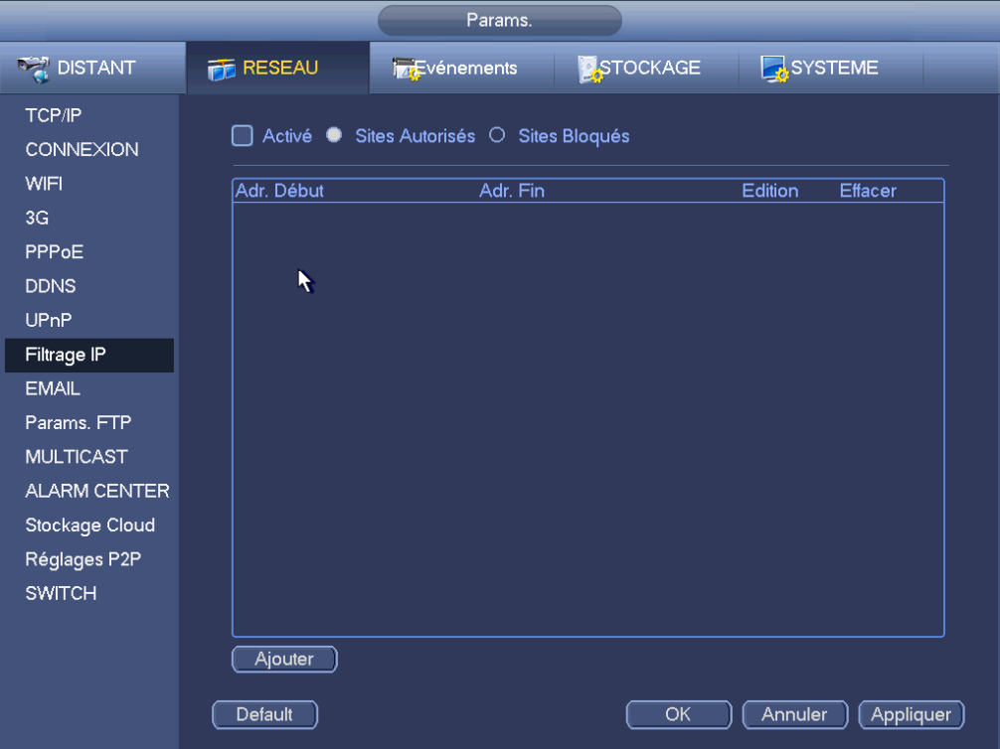 Params.
DISTANT RESEAU Evénements STOCKAGE SYSTEME
TCP/IP
CONNEXION
WIFI
3G
PPPoE
DDNS
UPnP
Filtrage IP
EMAIL
Params. FTP
MULTICAST
ALARM CENTER
Stockage Cloud
Réglages P2P
SWITCH
Activé Sites Autorisés Sites Bloqués
Adr. Début Adr. Fin Edition Effacer
Ajouter
Default OK Annuler Appliquer